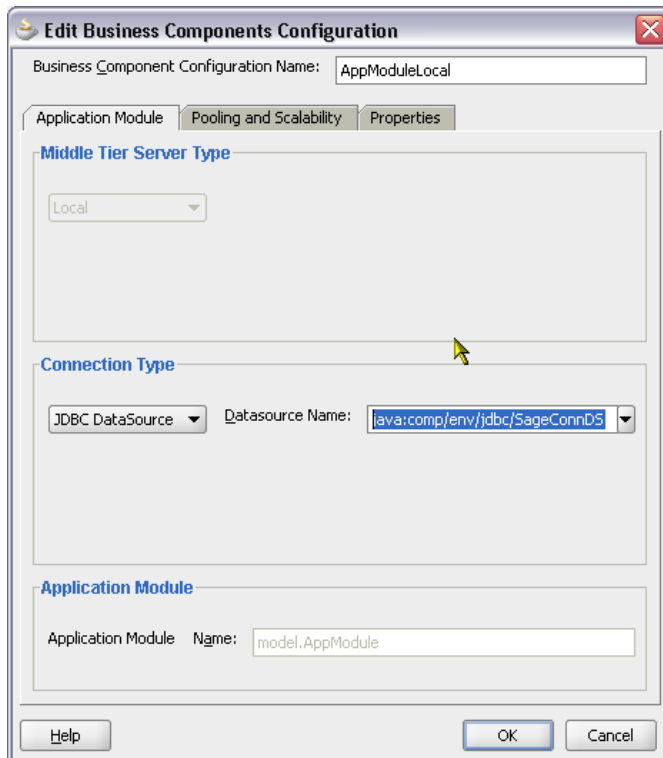 Edit Business Components Configuration
Business Component Configuration Name: AppModuleLocal
Application Module Pooling and Scalability Properties
Middle Tier Server Type
Local
Connection Type
JDBC DataSource Datasource Name: java:comp/env/jdbc/SageConnDS
Application Module
Application Module Name: model.AppModule
Help OK Cancel